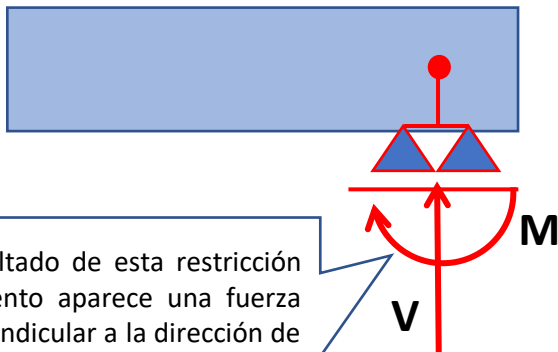 M
V
ltado de esta restricción
ento aparece una fuerza
ndicular a la dirección de